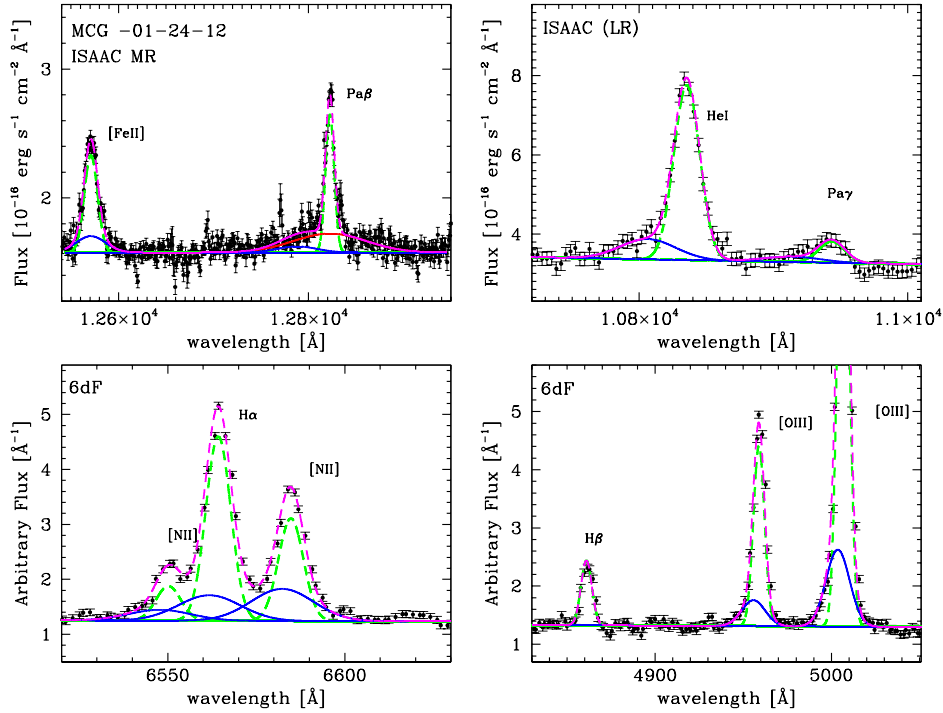 MCG −01−24−12
ISAAC MR
[FeII]
Paβ
3
2
Flux [10⁻¹⁶ erg s⁻¹ cm⁻² Å⁻¹]
1.26×10⁴
1.28×10⁴
wavelength [Å]
ISAAC (LR)
HeI
Paγ
8
6
4
Flux [10⁻¹⁶ erg s⁻¹ cm⁻² Å⁻¹]
1.08×10⁴
1.1×10⁴
wavelength [Å]
6dF
Hα
[NII]
[NII]
5
4
3
2
1
Arbitrary Flux [Å⁻¹]
6550
6600
wavelength [Å]
6dF
[OIII]
[OIII]
Hβ
5
4
3
2
1
Arbitrary Flux [Å⁻¹]
4900
5000
wavelength [Å]